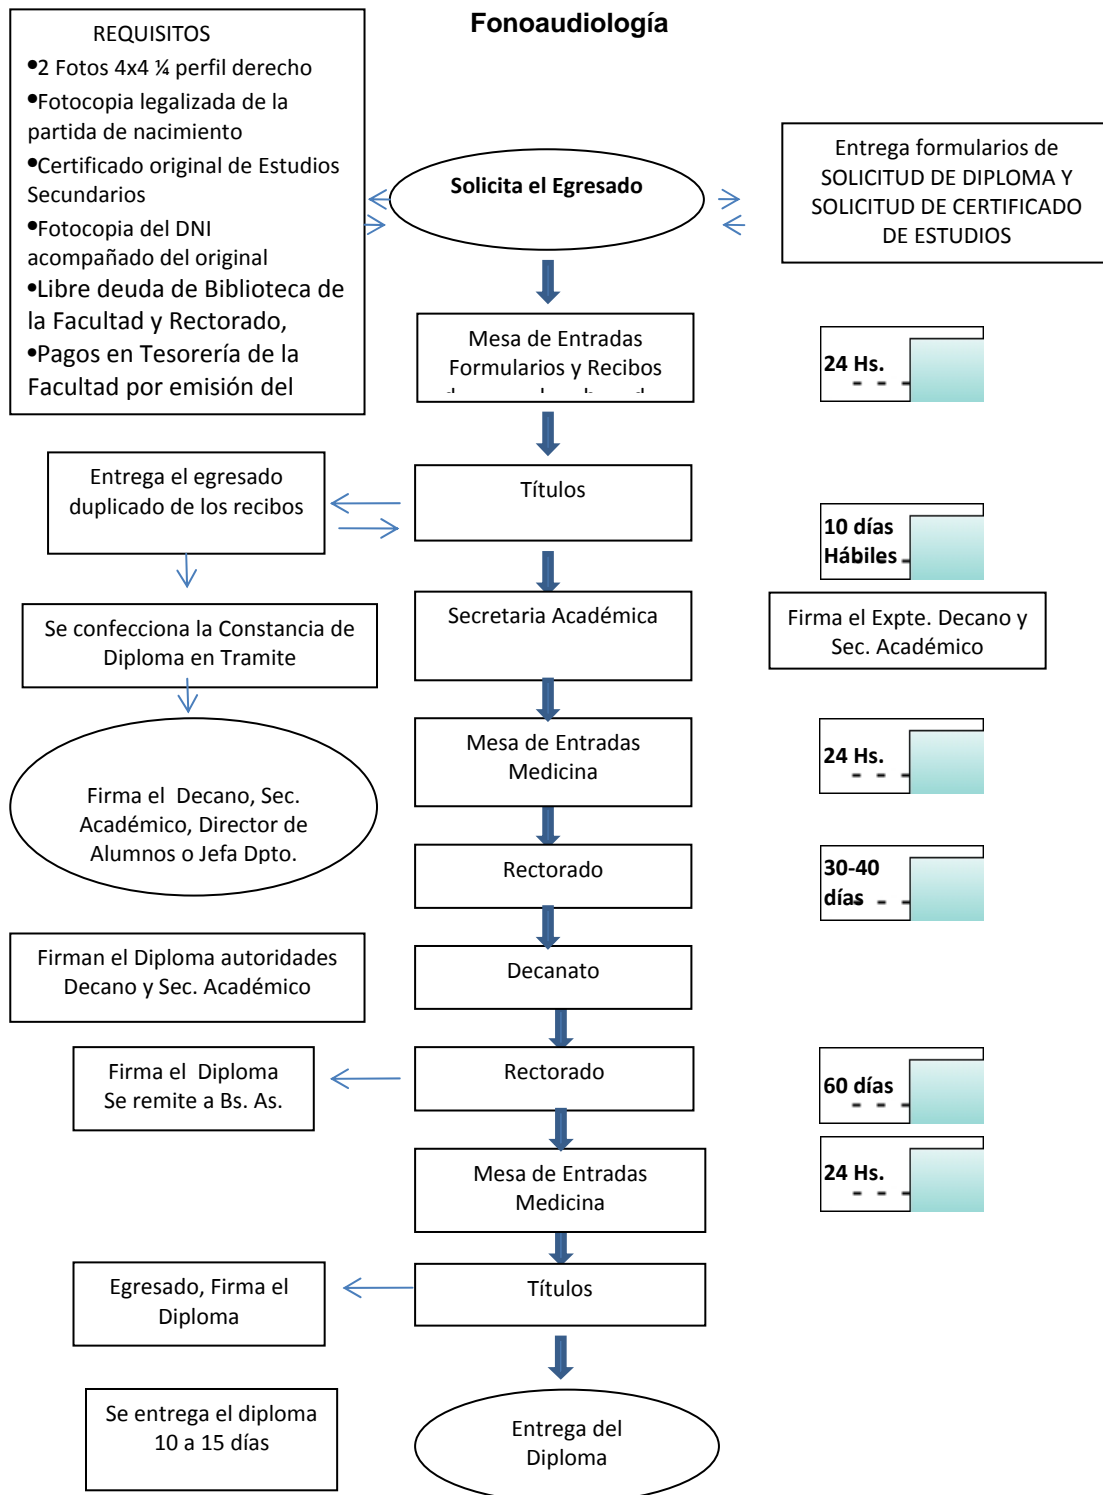 Fonoaudiología
REQUISITOS
•2 Fotos 4x4 ¼ perfil derecho
•Fotocopia legalizada de la
partida de nacimiento
•Certificado original de Estudios
Secundarios
•Fotocopia del DNI
acompañado del original
•Libre deuda de Biblioteca de
la Facultad y Rectorado,
•Pagos en Tesorería de la
Facultad por emisión del
Solicita el Egresado
Entrega formularios de
SOLICITUD DE DIPLOMA Y
SOLICITUD DE CERTIFICADO
DE ESTUDIOS
Mesa de Entradas
Formularios y Recibos
24 Hs.
Entrega el egresado
duplicado de los recibos
Títulos
10 días
Hábiles
Se confecciona la Constancia de
Diploma en Tramite
Secretaria Académica
Firma el Expte. Decano y
Sec. Académico
Mesa de Entradas
Medicina
24 Hs.
Firma el Decano, Sec.
Académico, Director de
Alumnos o Jefa Dpto.
Rectorado
30-40
días
Firman el Diploma autoridades
Decano y Sec. Académico
Decanato
Firma el Diploma
Se remite a Bs. As.
Rectorado
60 días
Mesa de Entradas
Medicina
24 Hs.
Egresado, Firma el
Diploma
Títulos
Se entrega el diploma
10 a 15 días
Entrega del
Diploma